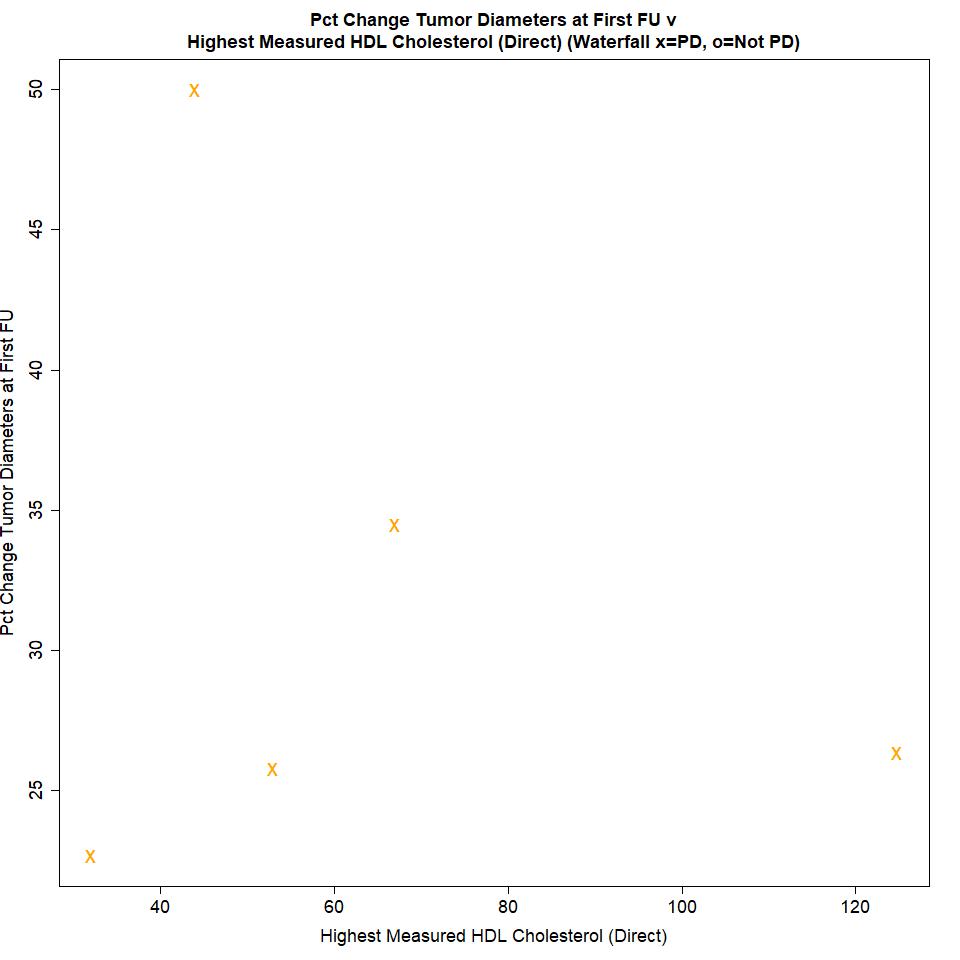 Pct Change Tumor Diameters at First FU v
Highest Measured HDL Cholesterol (Direct) (Waterfall x=PD, o=Not PD)
Pct Change Tumor Diameters at First FU
50
45
40
35
30
25
X
X
X
X
X
40 60 80 100 120
Highest Measured HDL Cholesterol (Direct)